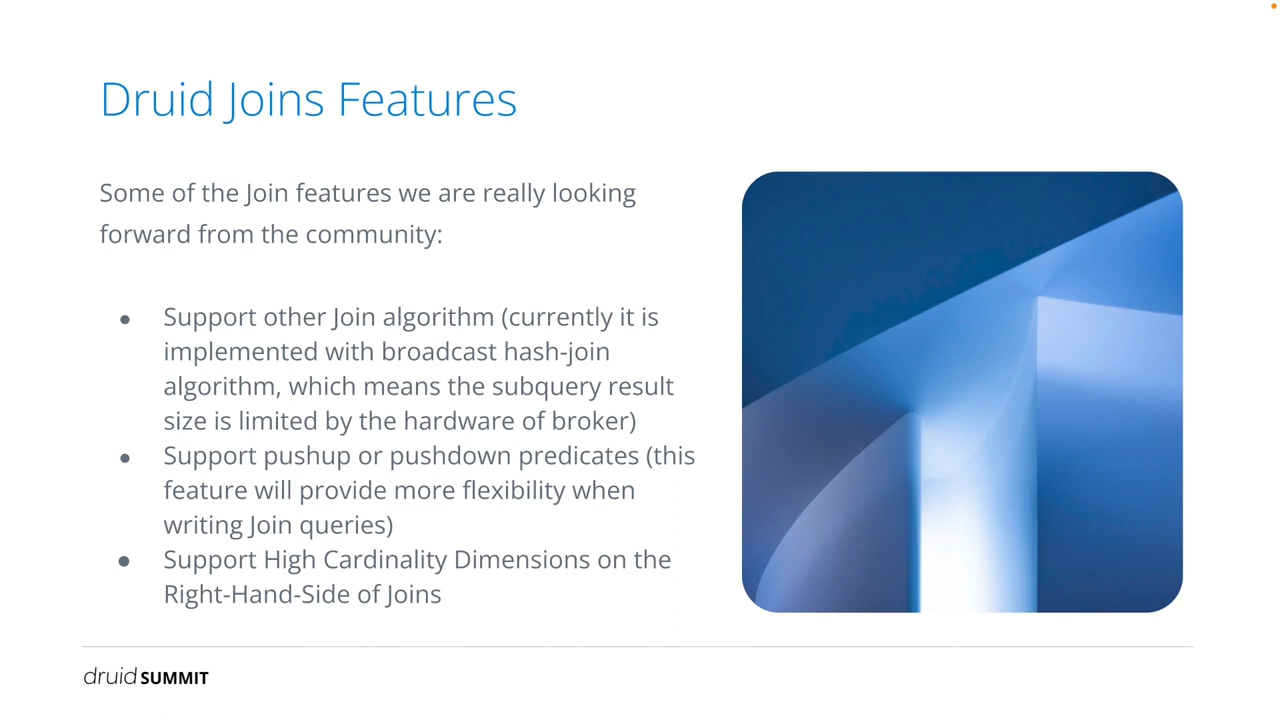 Druid Joins Features
Some of the Join features we are really looking
forward from the community:
● Support other Join algorithm (currently it is
implemented with broadcast hash-join
algorithm, which means the subquery result
size is limited by the hardware of broker)
● Support pushup or pushdown predicates (this
feature will provide more flexibility when
writing Join queries)
● Support High Cardinality Dimensions on the
Right-Hand-Side of Joins
druid SUMMIT